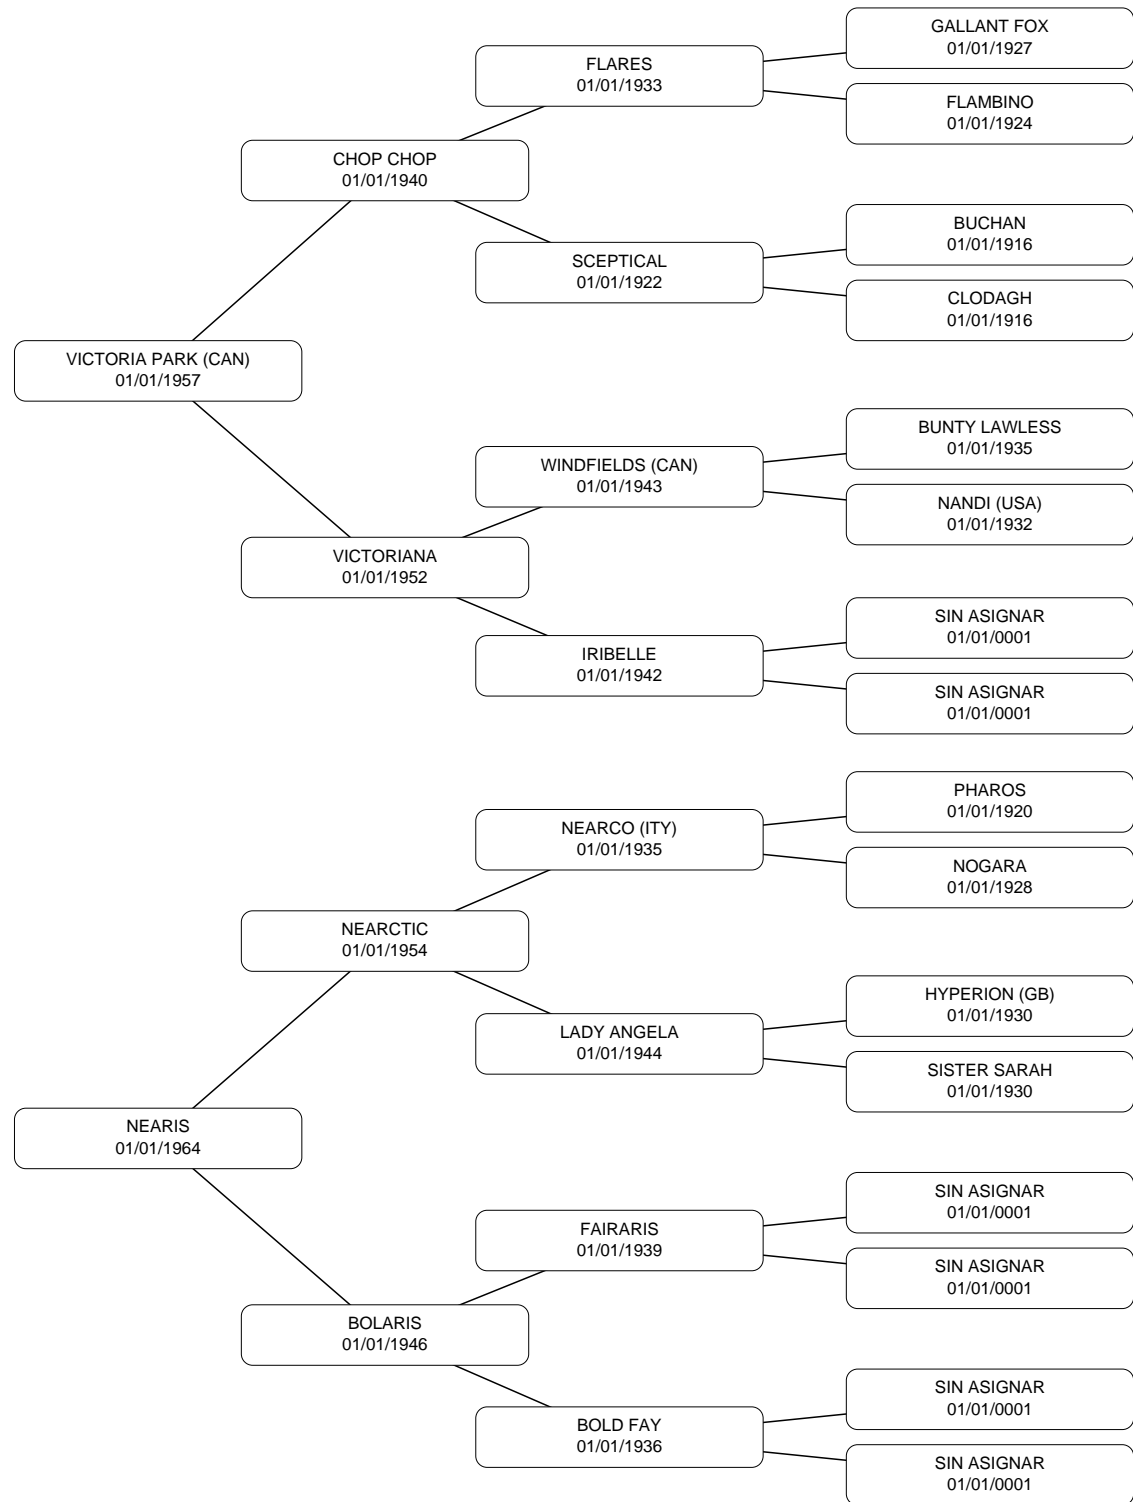 GALLANT FOX
01/01/1927
FLARES
01/01/1933
FLAMBINO
01/01/1924
CHOP CHOP
01/01/1940
BUCHAN
01/01/1916
SCEPTICAL
01/01/1922
CLODAGH
01/01/1916
VICTORIA PARK (CAN)
01/01/1957
BUNTY LAWLESS
01/01/1935
WINDFIELDS (CAN)
01/01/1943
NANDI (USA)
01/01/1932
VICTORIANA
01/01/1952
SIN ASIGNAR
01/01/0001
IRIBELLE
01/01/1942
SIN ASIGNAR
01/01/0001
PHAROS
01/01/1920
NEARCO (ITY)
01/01/1935
NOGARA
01/01/1928
NEARCTIC
01/01/1954
HYPERION (GB)
01/01/1930
LADY ANGELA
01/01/1944
SISTER SARAH
01/01/1930
NEARIS
01/01/1964
SIN ASIGNAR
01/01/0001
FAIRARIS
01/01/1939
SIN ASIGNAR
01/01/0001
BOLARIS
01/01/1946
SIN ASIGNAR
01/01/0001
BOLD FAY
01/01/1936
SIN ASIGNAR
01/01/0001